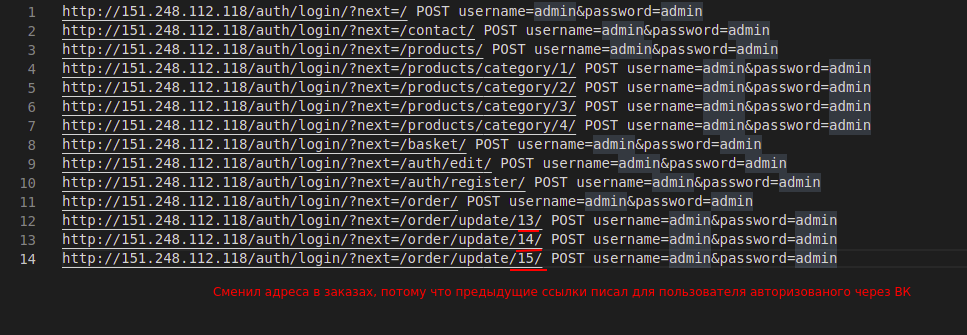 1 http://151.248.112.118/auth/login/?next=/ POST username=admin&password=admin
2 http://151.248.112.118/auth/login/?next=/contact/ POST username=admin&password=admin
3 http://151.248.112.118/auth/login/?next=/products/ POST username=admin&password=admin
4 http://151.248.112.118/auth/login/?next=/products/category/1/ POST username=admin&password=admin
5 http://151.248.112.118/auth/login/?next=/products/category/2/ POST username=admin&password=admin
6 http://151.248.112.118/auth/login/?next=/products/category/3/ POST username=admin&password=admin
7 http://151.248.112.118/auth/login/?next=/products/category/4/ POST username=admin&password=admin
8 http://151.248.112.118/auth/login/?next=/basket/ POST username=admin&password=admin
9 http://151.248.112.118/auth/login/?next=/auth/edit/ POST username=admin&password=admin
10 http://151.248.112.118/auth/login/?next=/auth/register/ POST username=admin&password=admin
11 http://151.248.112.118/auth/login/?next=/order/ POST username=admin&password=admin
12 http://151.248.112.118/auth/login/?next=/order/update/13/ POST username=admin&password=admin
13 http://151.248.112.118/auth/login/?next=/order/update/14/ POST username=admin&password=admin
14 http://151.248.112.118/auth/login/?next=/order/update/15/ POST username=admin&password=admin
Сменил адреса в заказах, потому что предыдущие ссылки писал для пользователя авторизованого через ВК